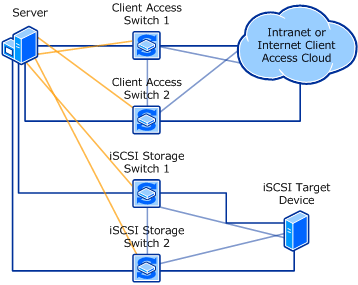 Server
Client Access
Switch 1
Intranet or
Internet Client
Access Cloud
Client Access
Switch 2
iSCSI Storage
Switch 1
iSCSI Target
Device
iSCSI Storage
Switch 2